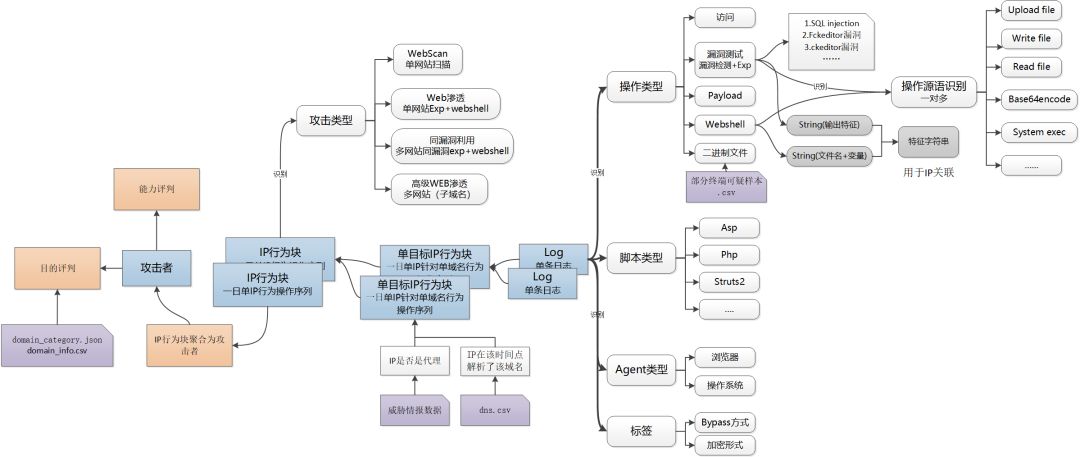 WebScan
单网站扫描
Web渗透
单网站Exp+webshell
同漏洞利用
多网站同漏洞exp+webshell
高级WEB渗透
多网站（子域名）
攻击类型
识别
能力评列
目的评列
攻击者
domain_category.json
domain_info.csv
IP行为块聚合为攻
击者
IP行为块
IP行为块
一日单IP行为操作序列
单目标IP行为块
一日单IP针对单域名行为
单目标IP行为块
一日单IP针对单域名行为
操作序列
Log
单条日志
Log
单条日志
IP是否是代理
IP在该时间点
解析了该域名
威胁情报数据
dns.csv
识别
识别
操作类型
访问
漏洞测试
漏洞检测+Exp
Payload
Webshell
二进制文件
部分终端可疑样本
.csv
1.SQL injection
2.Fckeditor漏洞
3.ckeditor漏洞
……
识别
操作源语识别
一对多
String(输出特征)
String(文件名+变量)
特征字符串
用于IP关联
Upload file
Write file
Read file
Base64encode
System exec
……
脚本类型
Asp
Php
Struts2
....
Agent类型
浏览器
操作系统
标签
Bypass方式
加密形式